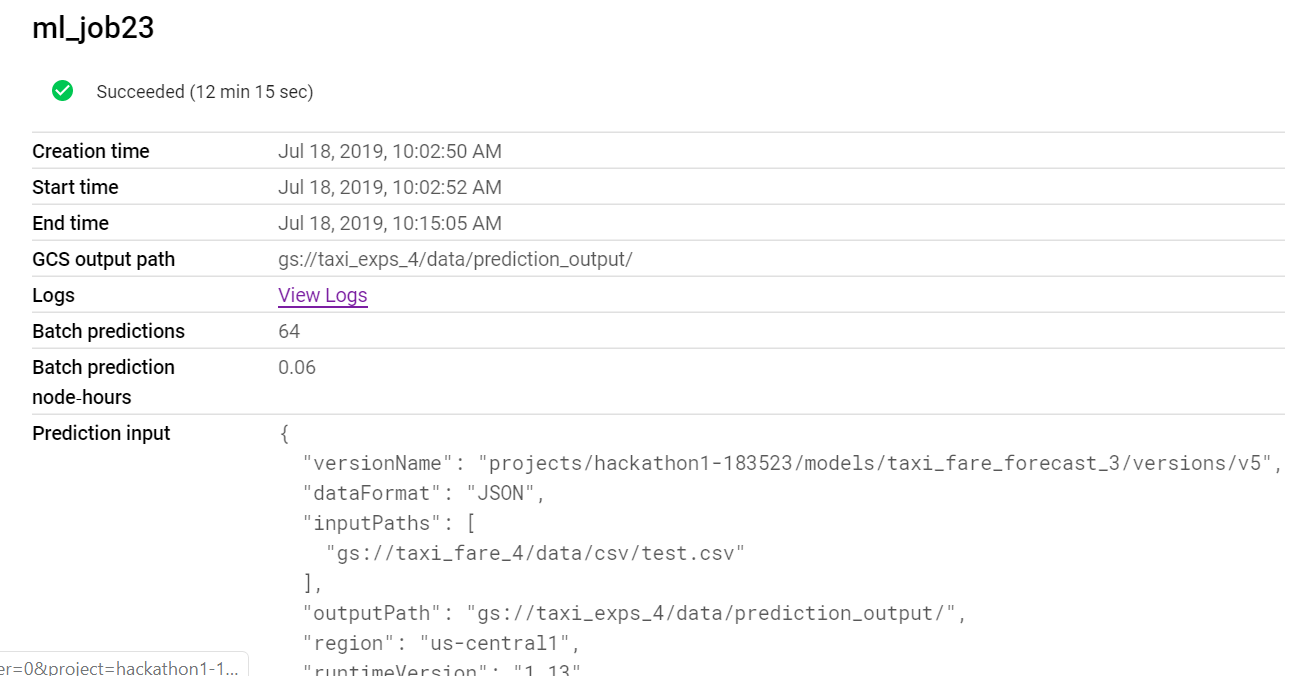 ml_job23
Succeeded (12 min 15 sec)
Creation time Jul 18, 2019, 10:02:50 AM
Start time Jul 18, 2019, 10:02:52 AM
End time Jul 18, 2019, 10:15:05 AM
GCS output path gs://taxi_exps_4/data/prediction_output/
Logs View Logs
Batch predictions 64
Batch prediction 0.06
node-hours
Prediction input {
"versionName": "projects/hackathon1-183523/models/taxi_fare_forecast_3/versions/v5",
"dataFormat": "JSON",
"inputPaths": [
"gs://taxi_fare_4/data/csv/test.csv"
],
"outputPath": "gs://taxi_exps_4/data/prediction_output/",
"region": "us-central1",
"runtimeVersion": "1.13"
er=0&project=hackathon1-1...